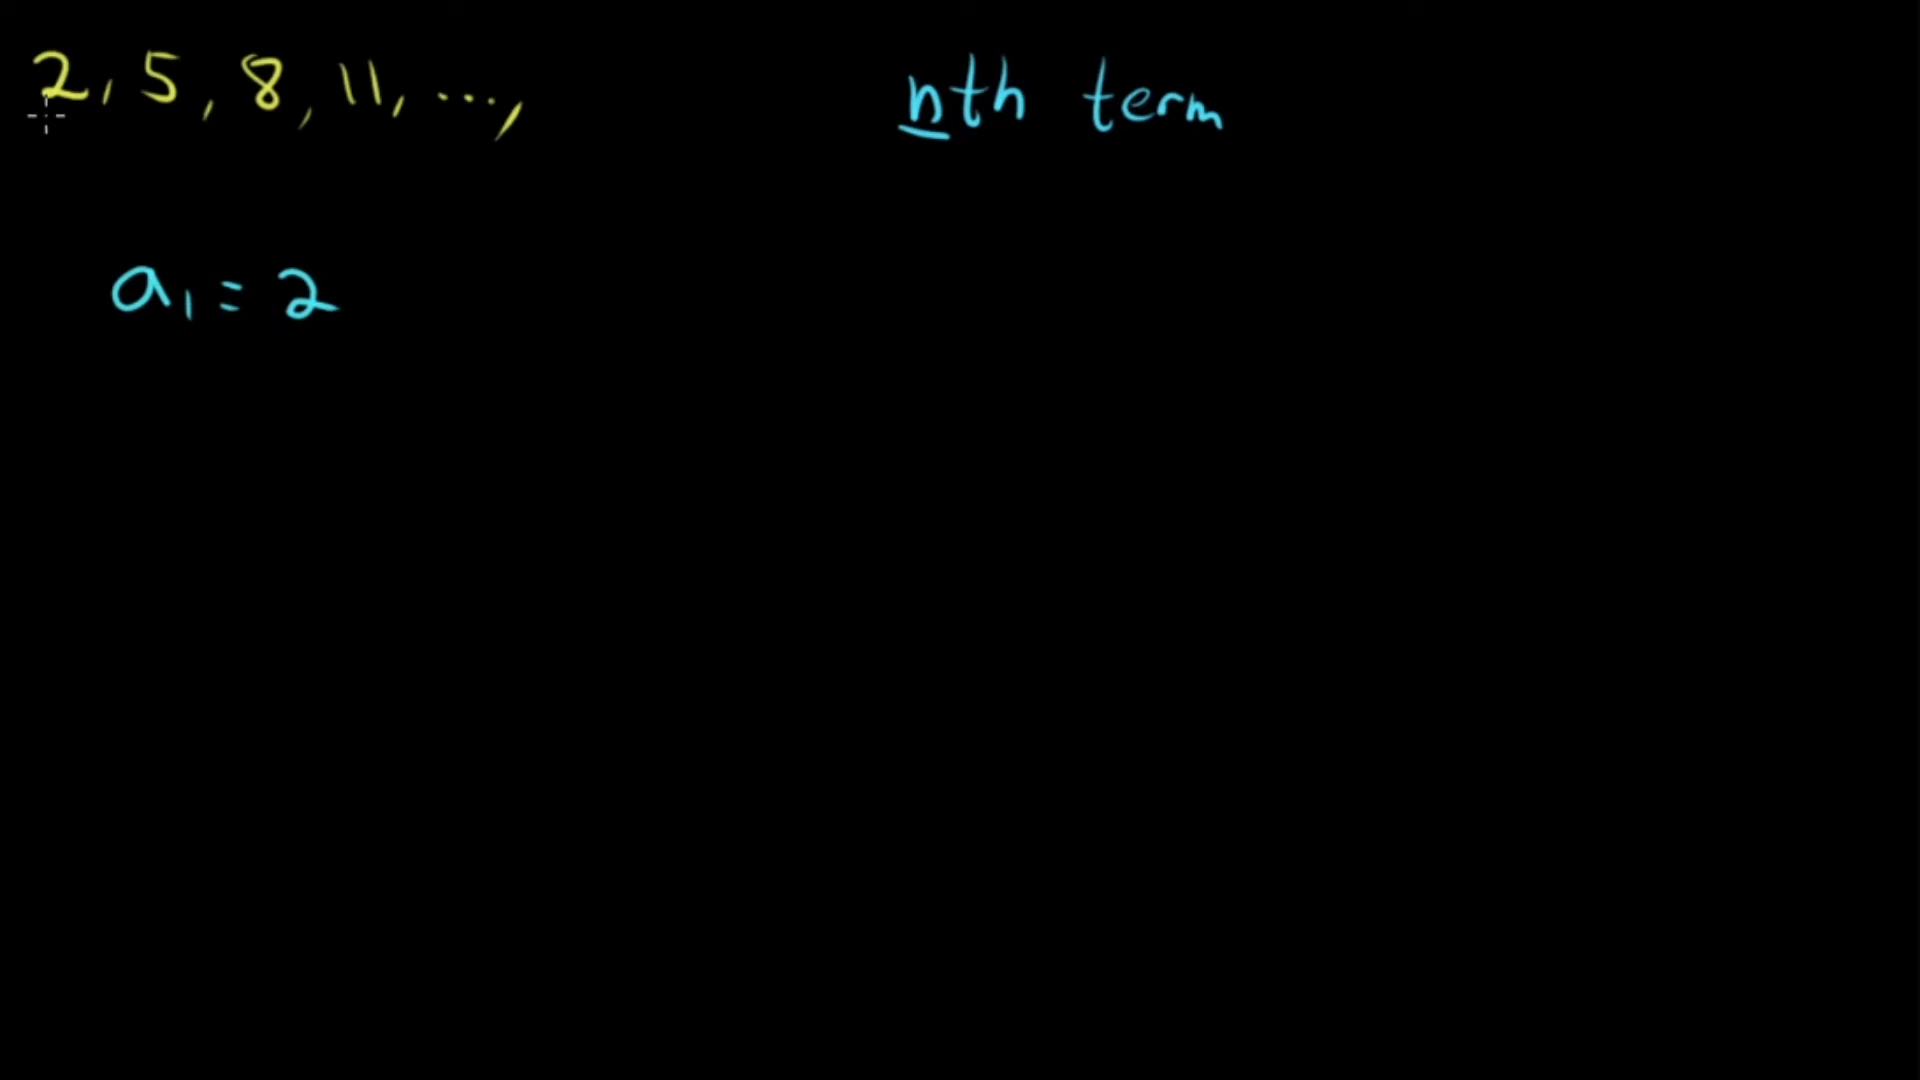 2, 5, 8, 11, ..., nth term
a₁ = 2